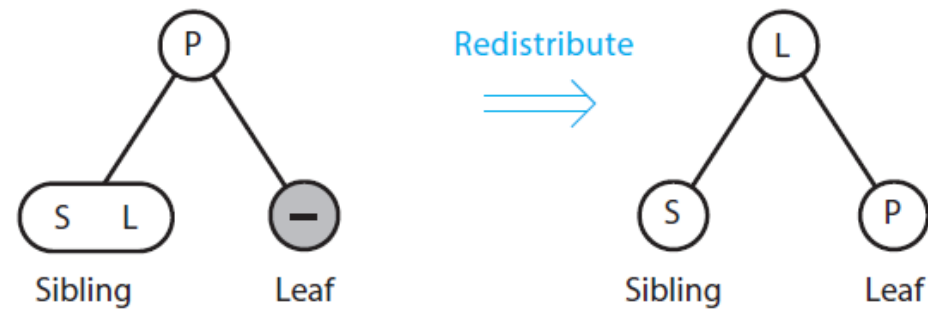 P
Redistribute
L
S L
–
S
P
Sibling
Leaf
Sibling
Leaf